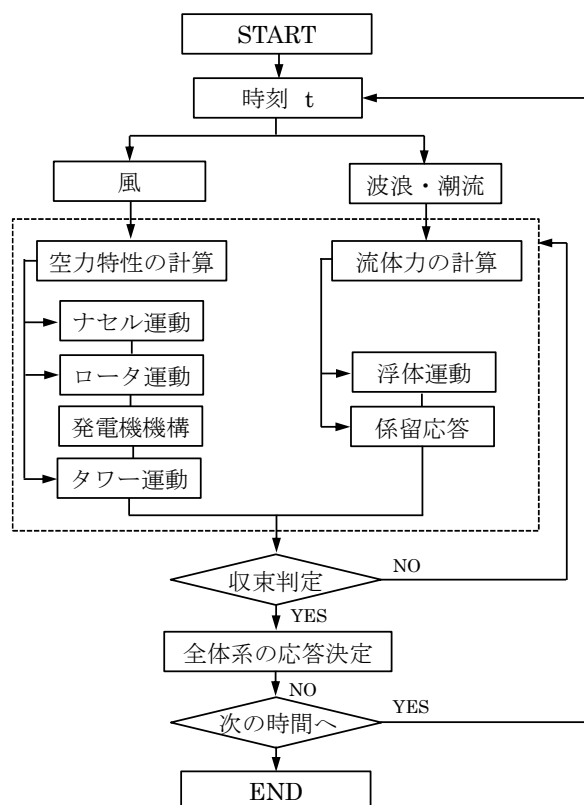 START
時刻 t
風
波浪・潮流
空力特性の計算
流体力の計算
ナセル運動
ロータ運動
浮体運動
発電機機構
係留応答
タワー運動
収束判定
NO
YES
全体系の応答決定
NO
次の時間へ
YES
END